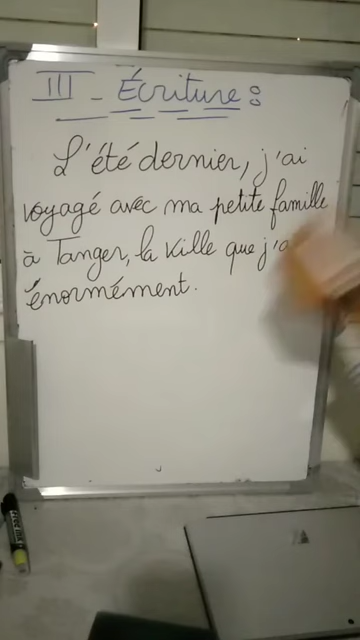 III - Écriture :
L'été dernier, j'ai
voyagé avec ma petite famille
à Tanger, la ville que j'a
énormément.